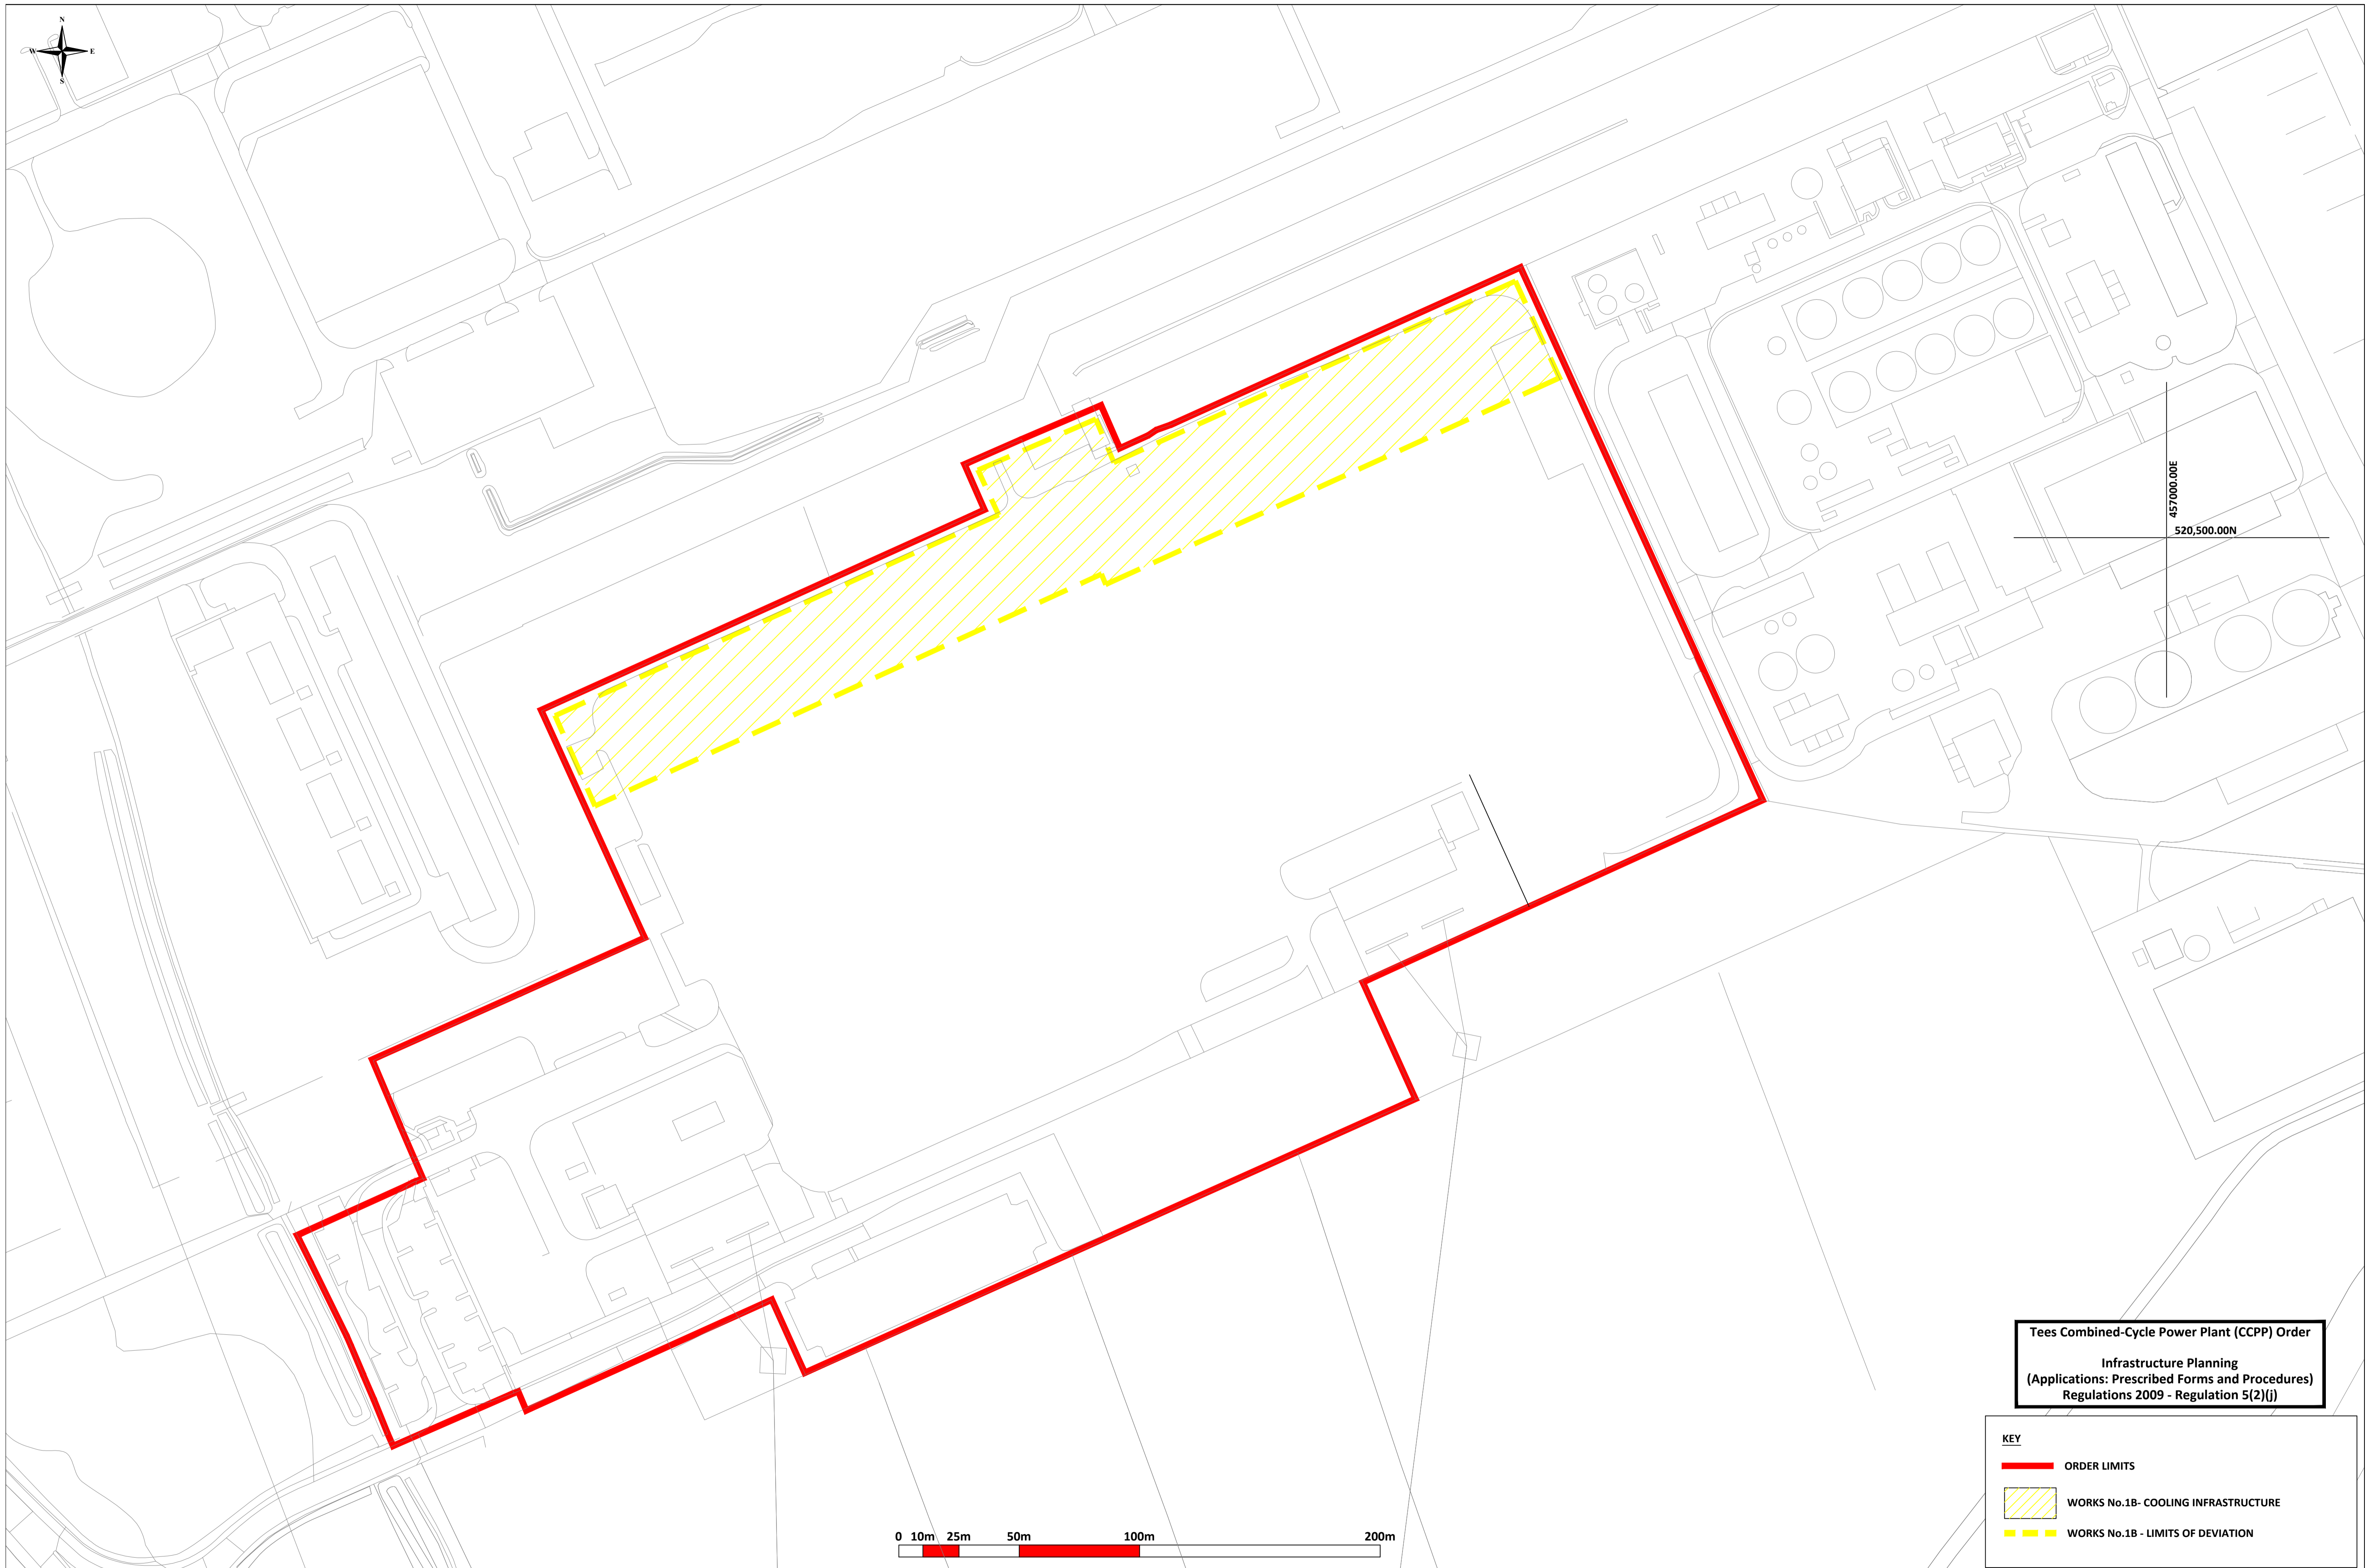 N
W E
S
457000.00E
520,500.00N
Tees Combined-Cycle Power Plant (CCPP) Order
Infrastructure Planning
(Applications: Prescribed Forms and Procedures)
Regulations 2009 - Regulation 5(2)(j)
KEY
ORDER LIMITS
WORKS No.1B- COOLING INFRASTRUCTURE
WORKS No.1B - LIMITS OF DEVIATION
0 10m 25m 50m 100m 200m